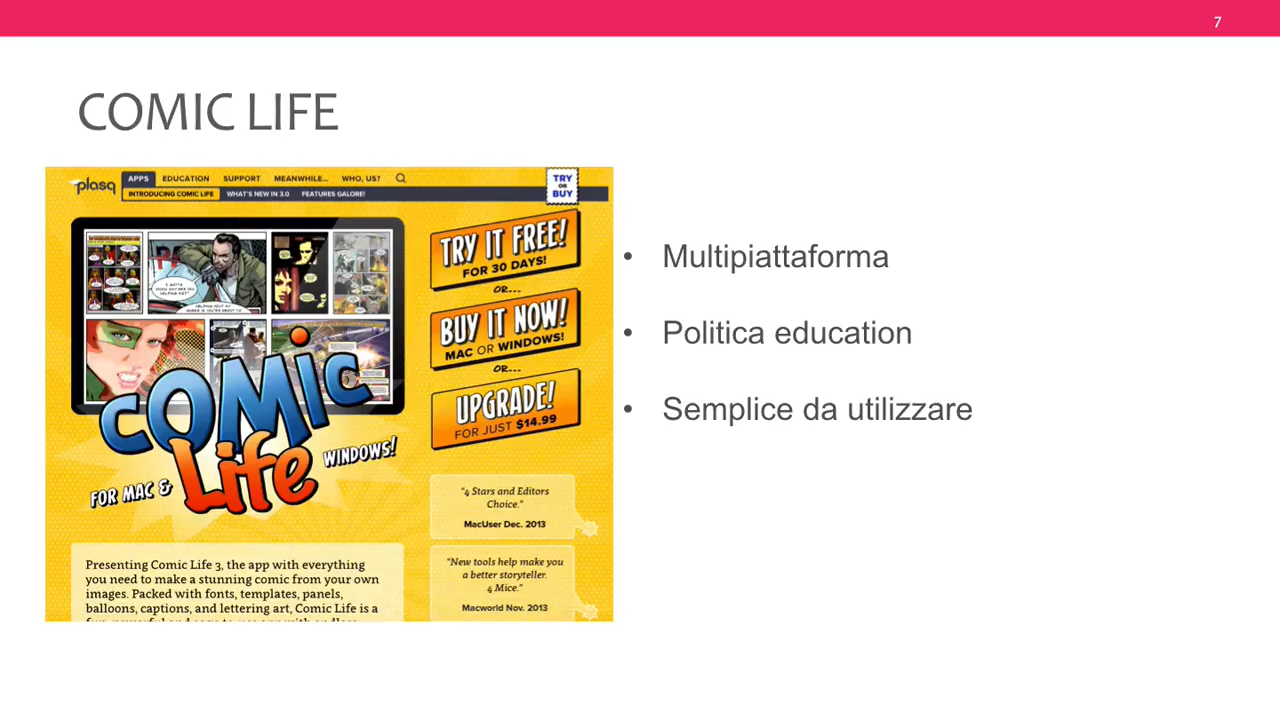 7
COMIC LIFE
plasq
APPS EDUCATION SUPPORT MEANWHILE... WHO, US?
INTRODUCING COMIC LIFE WHAT'S NEW IN 3.0 FEATURES GALORE!
TRY
OR
BUY
TRY IT FREE!
FOR 30 DAYS!
OR...
BUY IT NOW!
MAC OR WINDOWS!
OR...
UPGRADE!
FOR JUST $14.99
COMIC
Life
FOR MAC &
WINDOWS!
"4 Stars and Editors
Choice."
MacUser Dec. 2013
"New tools help make you
a better storyteller.
4 Mice."
Macworld Nov. 2013
Presenting Comic Life 3, the app with everything
you need to make a stunning comic from your own
images. Packed with fonts, templates, panels,
balloons, captions, and lettering art, Comic Life is a
• Multipiattaforma
• Politica education
• Semplice da utilizzare